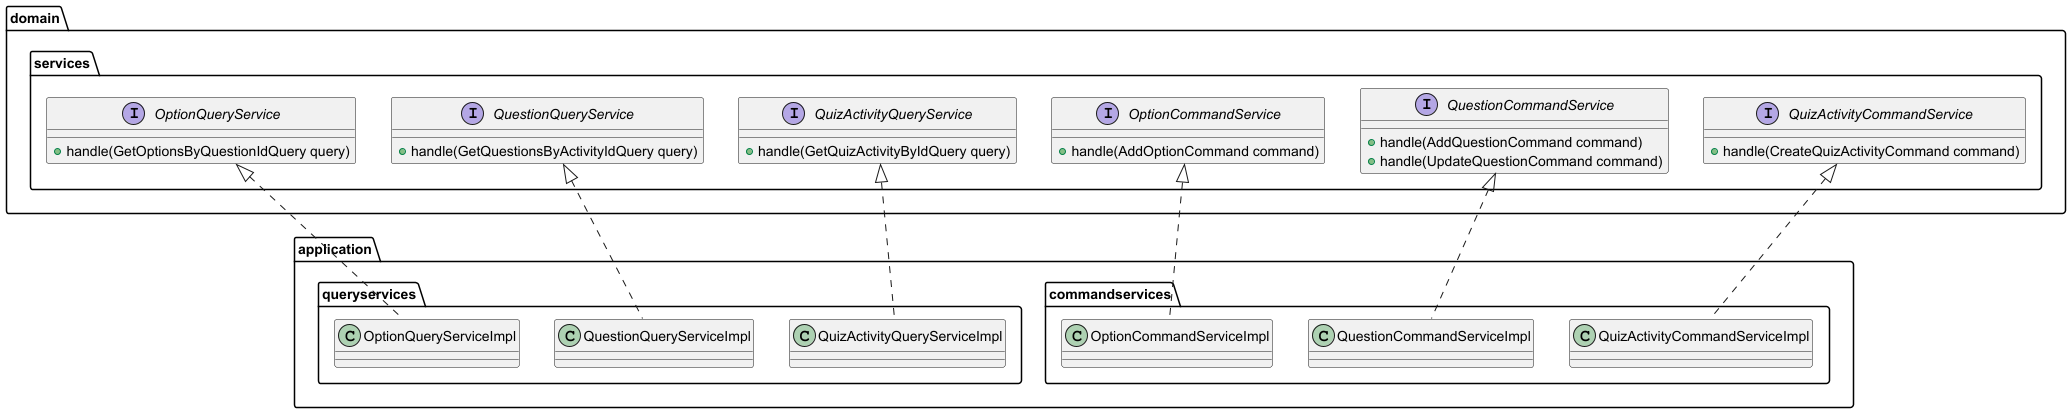 domain
services
I OptionQueryService
handle(GetOptionsByQuestionIdQuery query)
I QuestionQueryService
handle(GetQuestionsByActivityIdQuery query)
I QuizActivityQueryService
handle(GetQuizActivityByIdQuery query)
I OptionCommandService
handle(AddOptionCommand command)
I QuestionCommandService
handle(AddQuestionCommand command)
handle(UpdateQuestionCommand command)
I QuizActivityCommandService
handle(CreateQuizActivityCommand command)
application
queryservices
C OptionQueryServiceImpl
C QuestionQueryServiceImpl
C QuizActivityQueryServiceImpl
commandservices
C OptionCommandServiceImpl
C QuestionCommandServiceImpl
C QuizActivityCommandServiceImpl